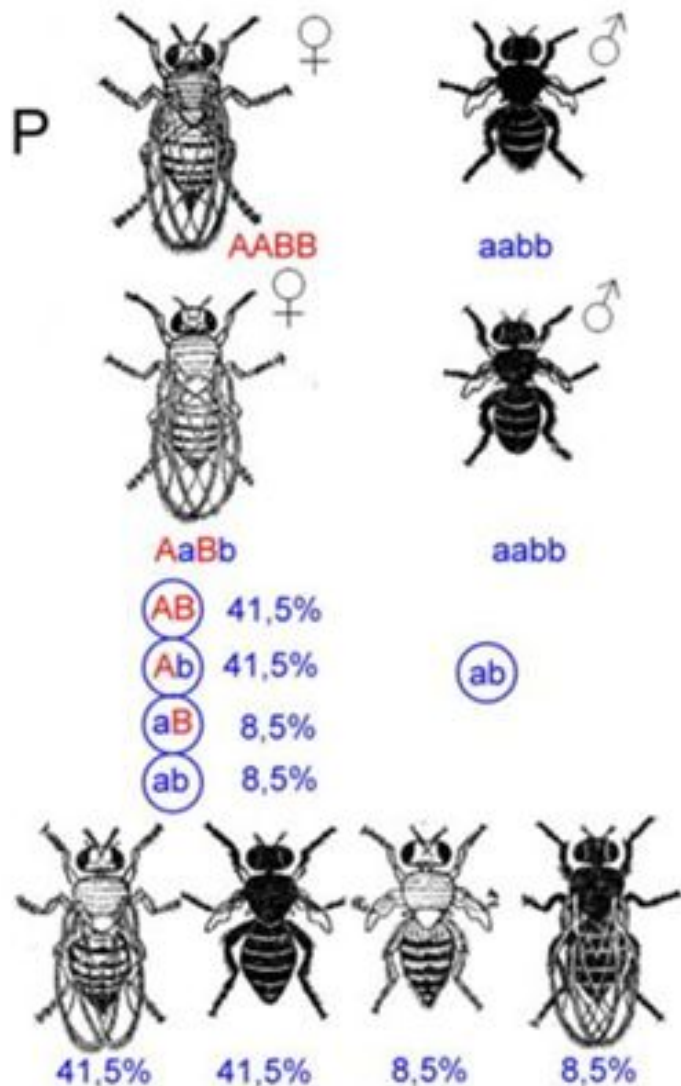 ♀ ♂
P
AABB aabb
♀ ♂
AaBb aabb
AB 41,5%
Ab 41,5%
ab
aB 8,5%
ab 8,5%
41,5% 41,5% 8,5% 8,5%